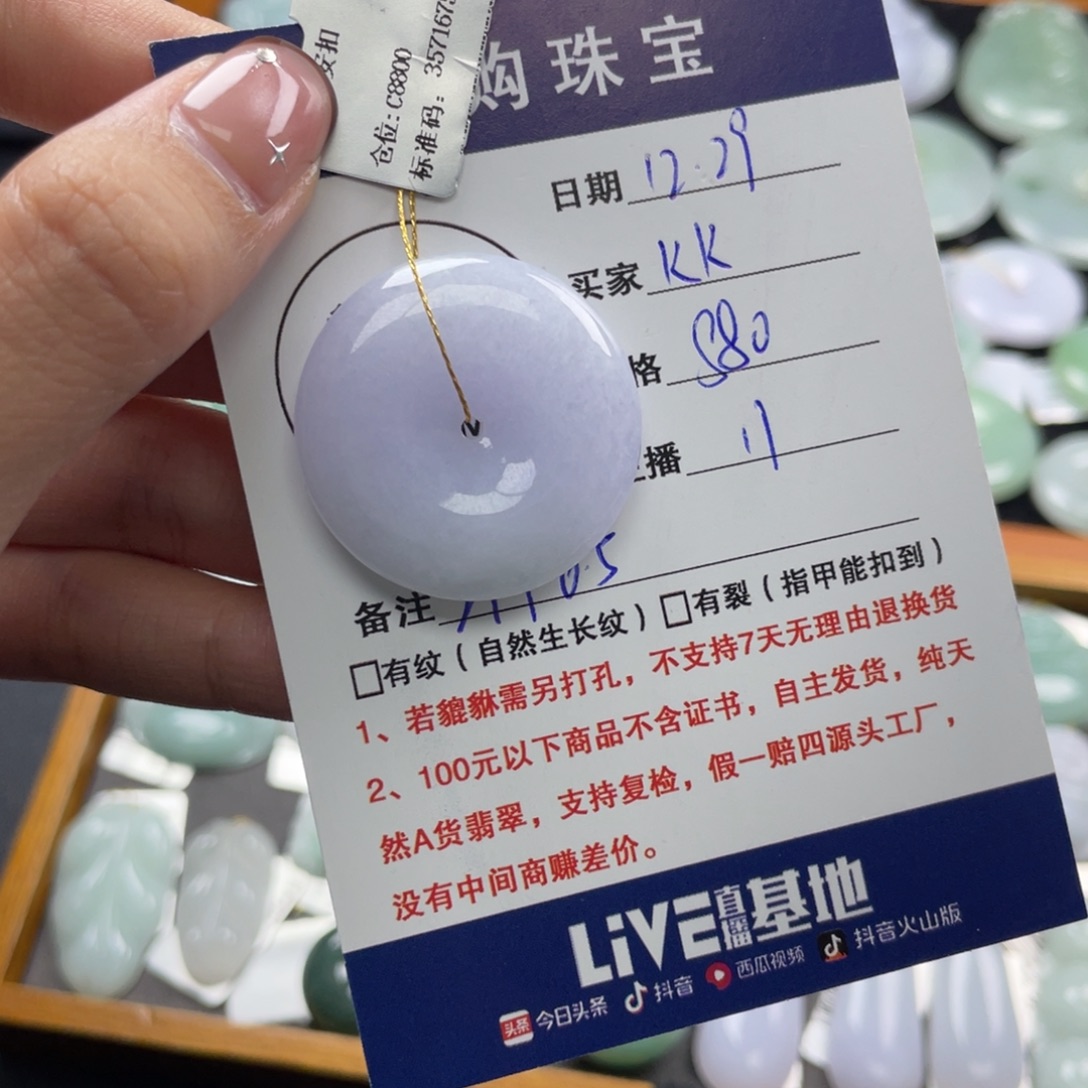 安扣
仓位：C8800
标准码：3571679
购珠宝
日期 12.29
买家 KK
格 580
播 11
备注
□有纹（自然生长纹）□有裂（指甲能扣到）
1、若貔貅需另打孔，不支持7天无理由退换货
2、100元以下商品不含证书，自主发货，纯天
然A货翡翠，支持复检，假一赔四源头工厂，
没有中间商赚差价。
LiVE直播基地
头条 今日头条 抖音 西瓜视频 抖音火山版